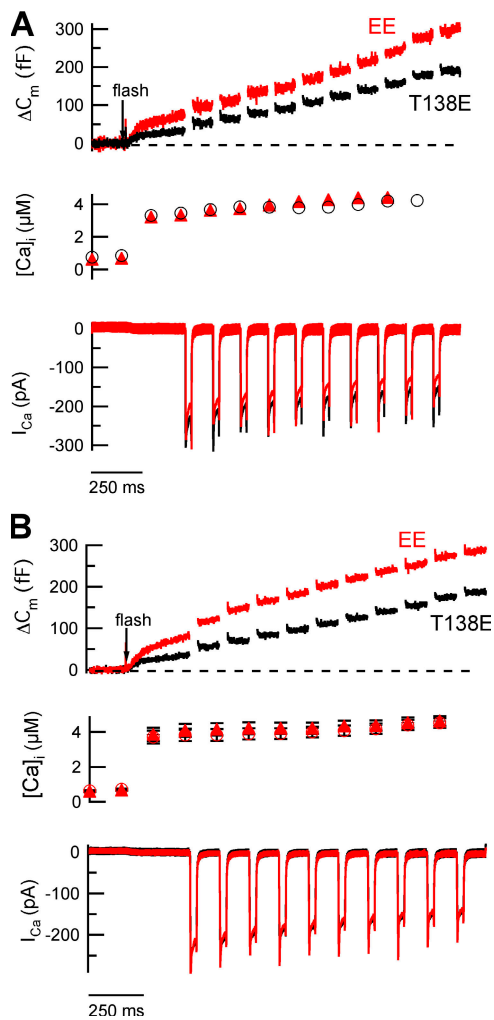 A
EE
ΔCm (fF)
300
200
100
0
flash
T138E
[Ca]i (µM)
4
2
0
ICa (pA)
0
-100
-200
-300
250 ms
B
EE
ΔCm (fF)
300
200
100
0
flash
T138E
[Ca]i (µM)
4
2
0
ICa (pA)
0
-100
-200
250 ms